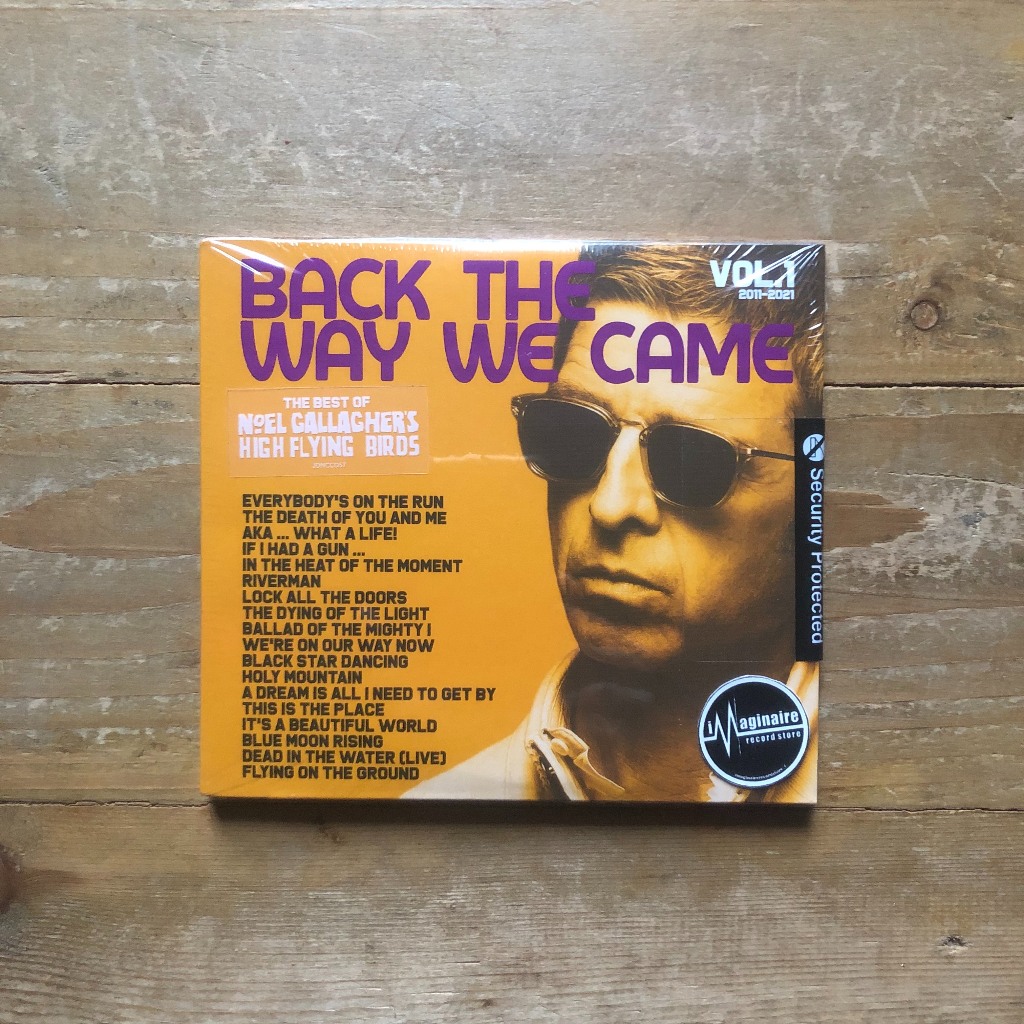 BACK THE
WAY WE CAME
VOL.1
2011-2021
THE BEST OF
NOEL GALLAGHER'S
HIGH FLYING BIRDS
EVERYBODY'S ON THE RUN
THE DEATH OF YOU AND ME
AKA ... WHAT A LIFE!
IF I HAD A GUN ...
IN THE HEAT OF THE MOMENT
RIVERMAN
LOCK ALL THE DOORS
THE DYING OF THE LIGHT
BALLAD OF THE MIGHTY I
WE'RE ON OUR WAY NOW
BLACK STAR DANCING
HOLY MOUNTAIN
A DREAM IS ALL I NEED TO GET BY
THIS IS THE PLACE
IT'S A BEAUTIFUL WORLD
BLUE MOON RISING
DEAD IN THE WATER (LIVE)
FLYING ON THE GROUND
Security Protected
iMaginaire
record store